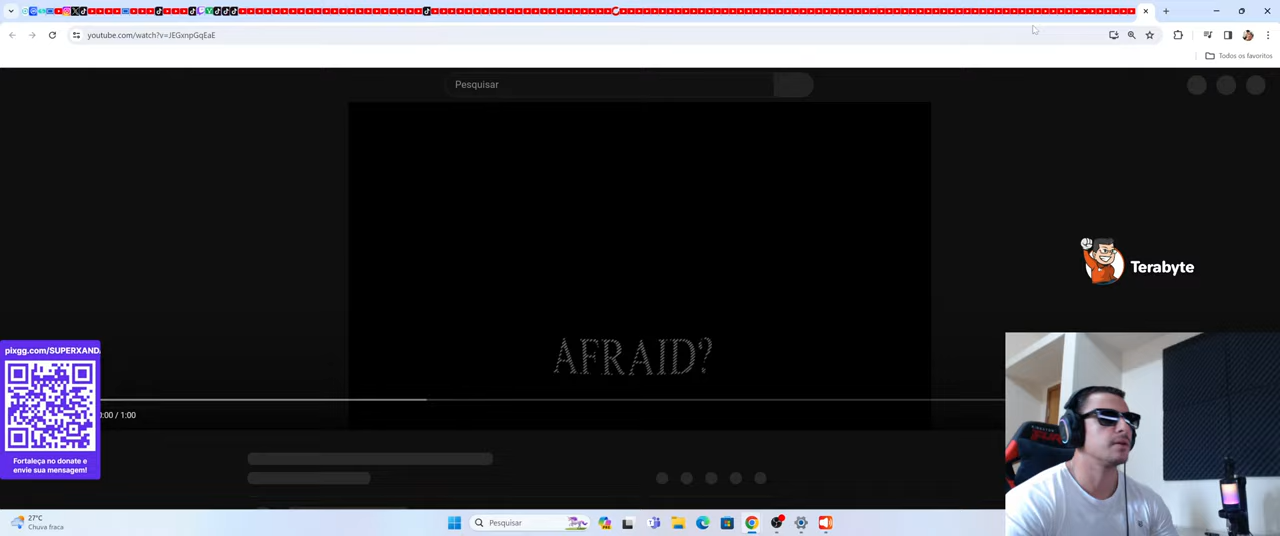 youtube.com/watch?v=JEGxnpGqEaE
Todos os favoritos
Pesquisar
AFRAID?
Terabyte
pixgg.com/SUPERXAND
:00 / 1:00
Fortaleça no donate e
envie sua mensagem!
27°C
Chuva fraca
Pesquisar